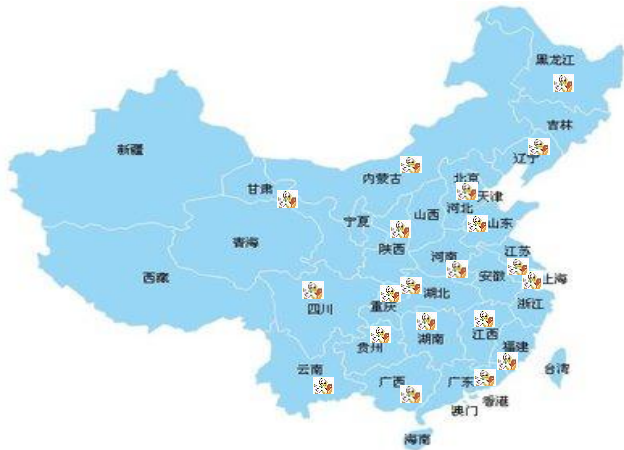 黑龙江
吉林
辽宁
新疆
甘肃
内蒙古
北京
天津
河北
山西
宁夏
山东
青海
陕西
河南
江苏
西藏
安徽
上海
四川
重庆
湖北
浙江
贵州
湖南
江西
福建
云南
广西
广东
台湾
香港
澳门
海南